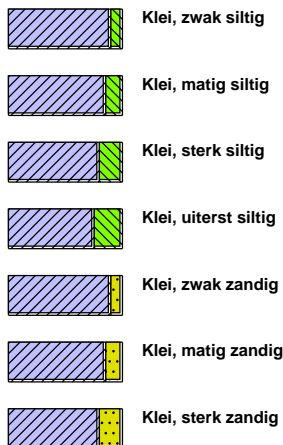 Klei, zwak siltig
Klei, matig siltig
Klei, sterk siltig
Klei, uiterst siltig
Klei, zwak zandig
Klei, matig zandig
Klei, sterk zandig